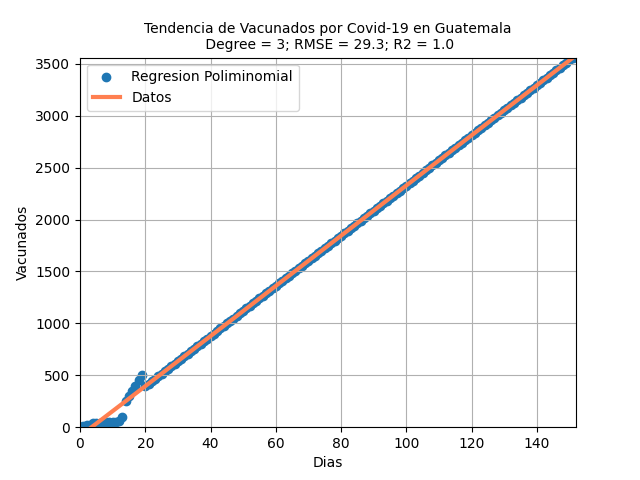 Tendencia de Vacunados por Covid-19 en Guatemala
Degree = 3; RMSE = 29.3; R2 = 1.0
Regresion Poliminomial
Datos
Vacunados
3500
3000
2500
2000
1500
1000
500
0
0 20 40 60 80 100 120 140
Dias